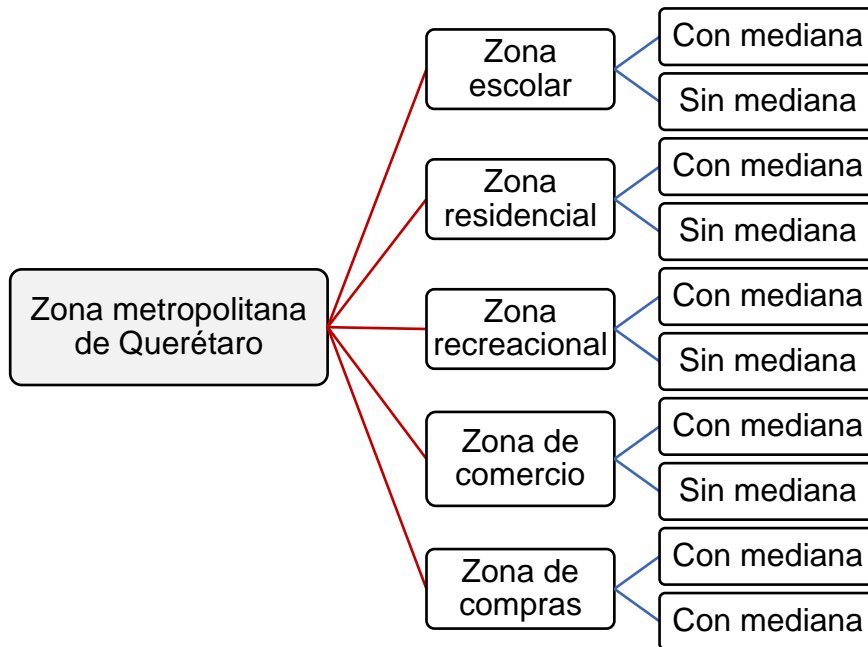 Zona metropolitana
de Querétaro
Zona
escolar
Con mediana
Sin mediana
Zona
residencial
Con mediana
Sin mediana
Zona
recreacional
Con mediana
Sin mediana
Zona de
comercio
Con mediana
Sin mediana
Zona de
compras
Con mediana
Con mediana